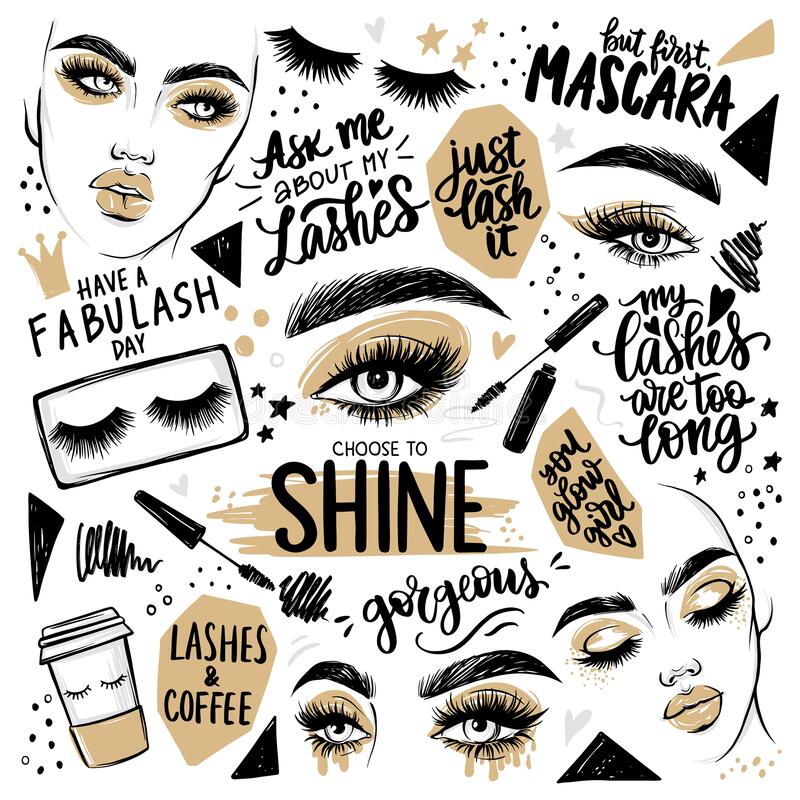 but first,
MASCARA
Ask me
ABOUT MY
Lashes
just
lash
it
HAVE A
FABULASH
DAY
my
lashes
are too
long
CHOOSE TO
SHINE
you
glow
girl
gorgeous
LASHES
&
COFFEE